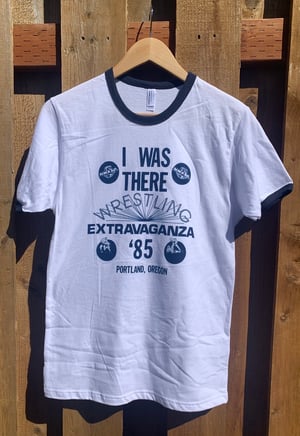 I WAS
THERE
WRESTLING
EXTRAVAGANZA
'85
PORTLAND, OREGON